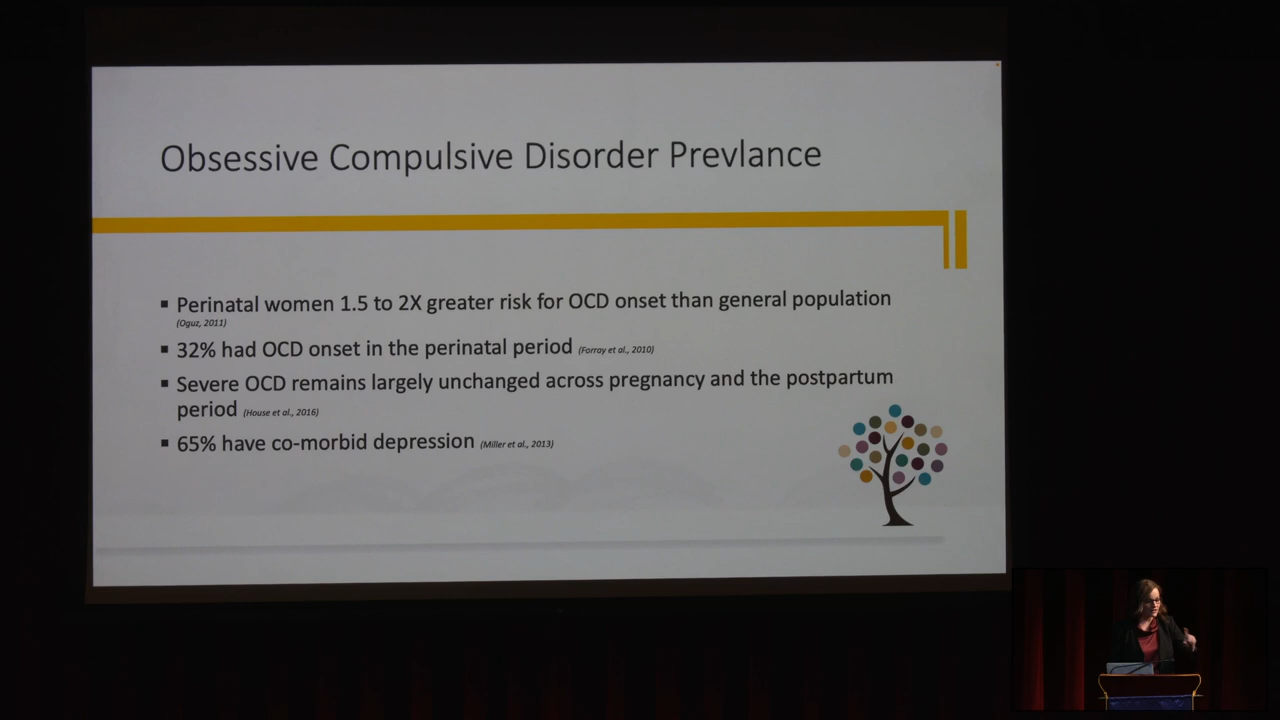 Obsessive Compulsive Disorder Prevlance
▪ Perinatal women 1.5 to 2X greater risk for OCD onset than general population
(Oguz, 2011)
▪ 32% had OCD onset in the perinatal period (Forray et al., 2010)
▪ Severe OCD remains largely unchanged across pregnancy and the postpartum
period (House et al., 2016)
▪ 65% have co-morbid depression (Miller et al., 2013)